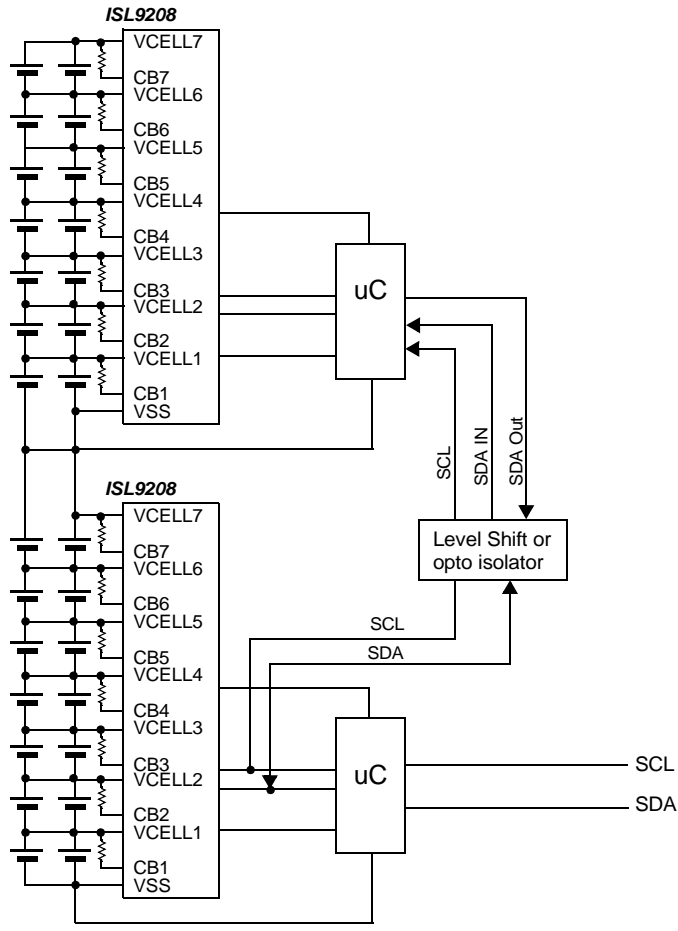 ISL9208
VCELL7
CB7
VCELL6
CB6
VCELL5
CB5
VCELL4
CB4
VCELL3
CB3
VCELL2
CB2
VCELL1
CB1
VSS
uC
SCL
SDA IN
SDA Out
Level Shift or
opto isolator
ISL9208
VCELL7
CB7
VCELL6
CB6
VCELL5
CB5
VCELL4
CB4
VCELL3
CB3
VCELL2
CB2
VCELL1
CB1
VSS
SCL
SDA
uC
SCL
SDA